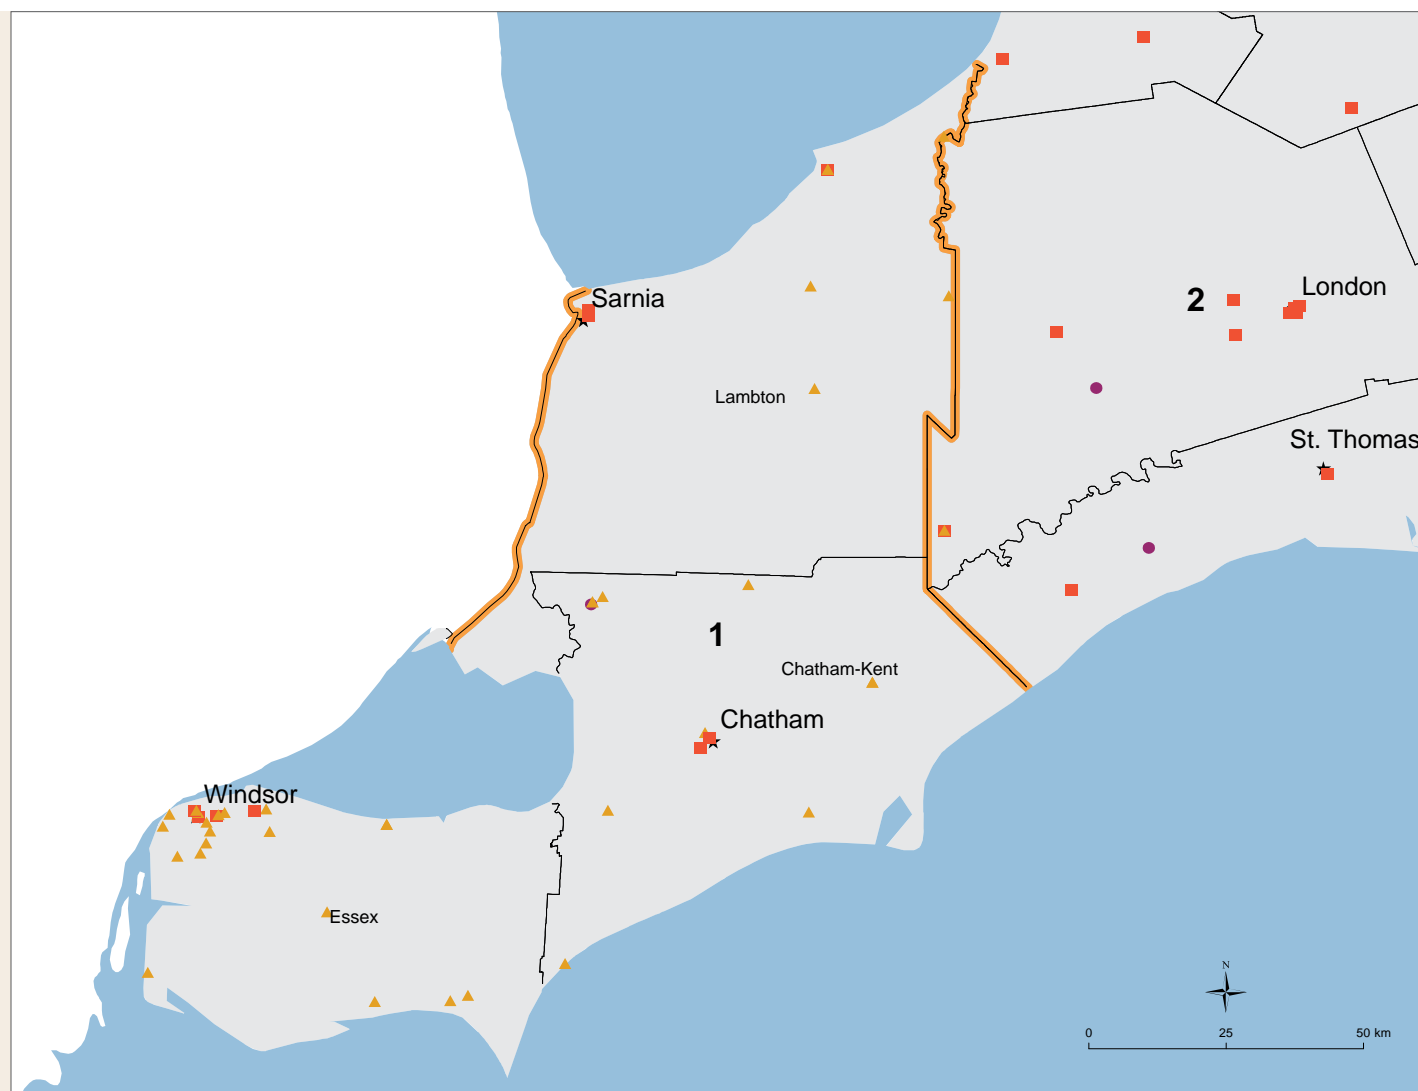 Sarnia
2
London
Lambton
St. Thomas
1
Chatham-Kent
Chatham
Windsor
Essex
N
0 25 50 km